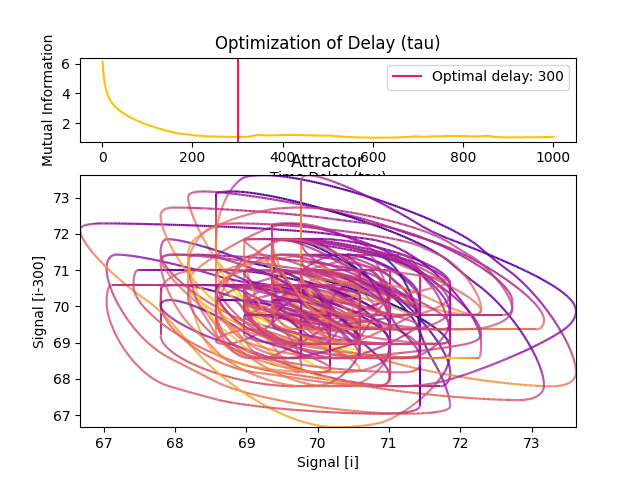 Optimization of Delay (tau)
Mutual Information
6
4
2
Optimal delay: 300
0 200 400 600 800 1000
Time Delay (tau)
Attractor
Signal [i-300]
73
72
71
70
69
68
67
67 68 69 70 71 72 73
Signal [i]